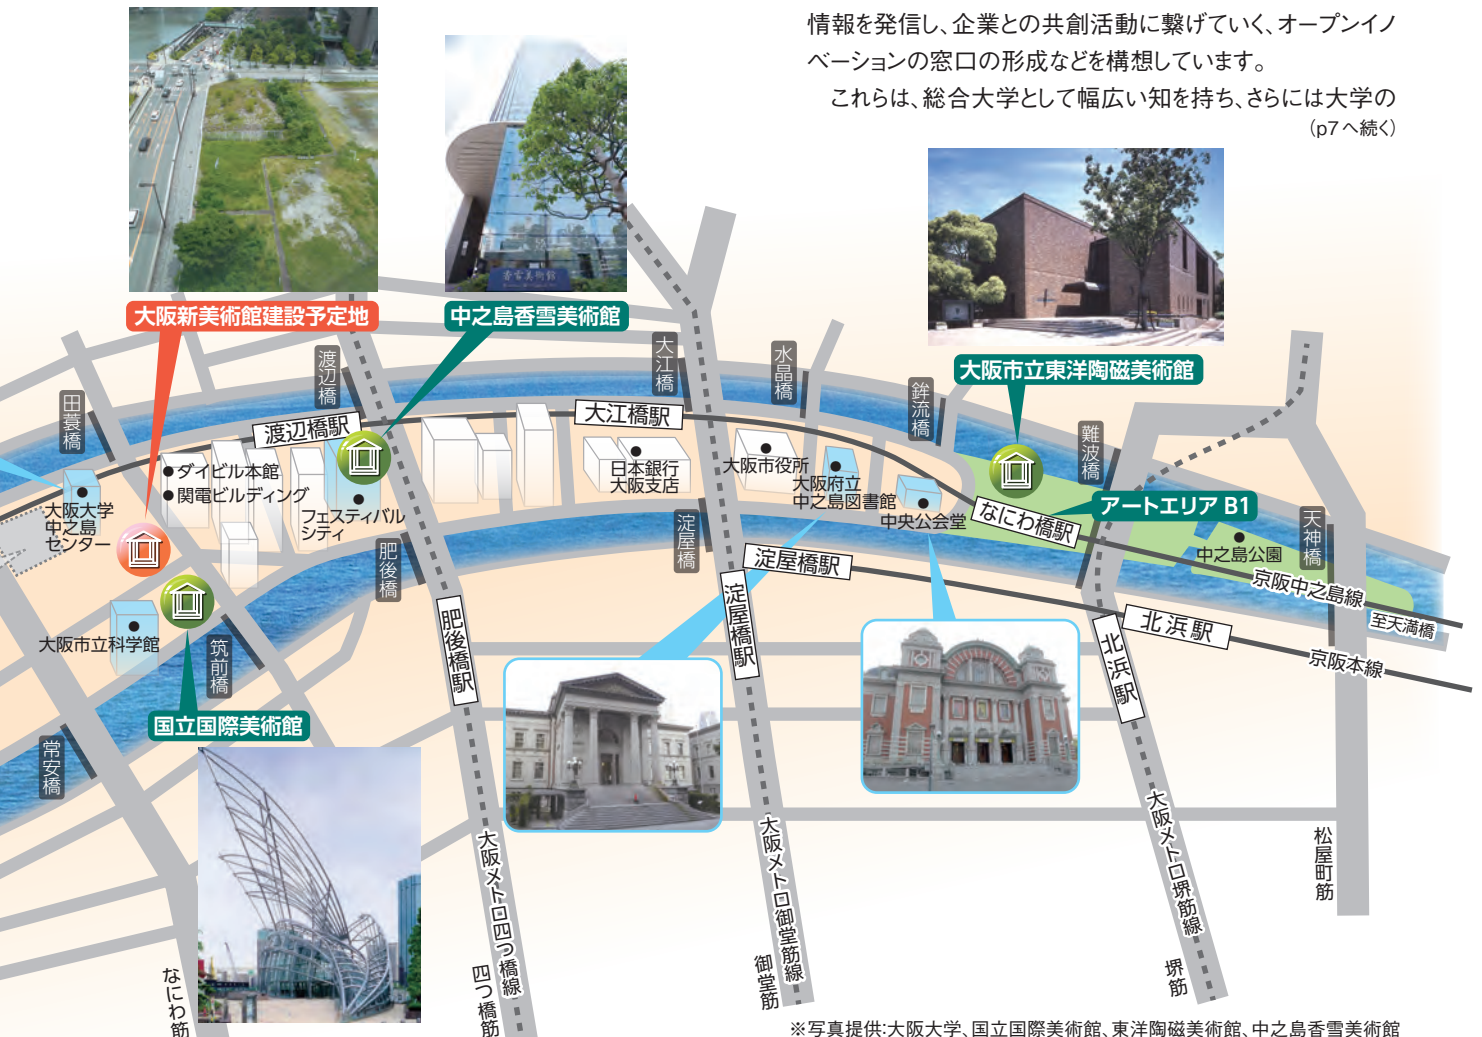 情報を発信し、企業との共創活動に繋げていく、オープンイノ
ベーションの窓口の形成などを構想しています。
これらは、総合大学として幅広い知を持ち、さらには大学の
(p7へ続く)
香雪美術館
大阪新美術館建設予定地
中之島香雪美術館
大阪市立東洋陶磁美術館
田蓑橋
渡辺橋
大江橋
水晶橋
鉾流橋
難波橋
天神橋
渡辺橋駅
大江橋駅
なにわ橋駅
アートエリア B1
ダイビル本館
関電ビルディング
大阪大学
中之島
センター
フェスティバル
シティ
日本銀行
大阪支店
大阪市役所
大阪府立
中之島図書館
中央公会堂
中之島公園
京阪中之島線
至天満橋
京阪本線
大阪市立科学館
国立国際美術館
常安橋
筑前橋
肥後橋
淀屋橋
肥後橋駅
淀屋橋駅
淀屋橋駅
北浜駅
北浜駅
大阪メトロ四つ橋線
大阪メトロ御堂筋線
大阪メトロ堺筋線
なにわ筋
四つ橋筋
御堂筋
堺筋
松屋町筋
※写真提供:大阪大学、国立国際美術館、東洋陶磁美術館、中之島香雪美術館